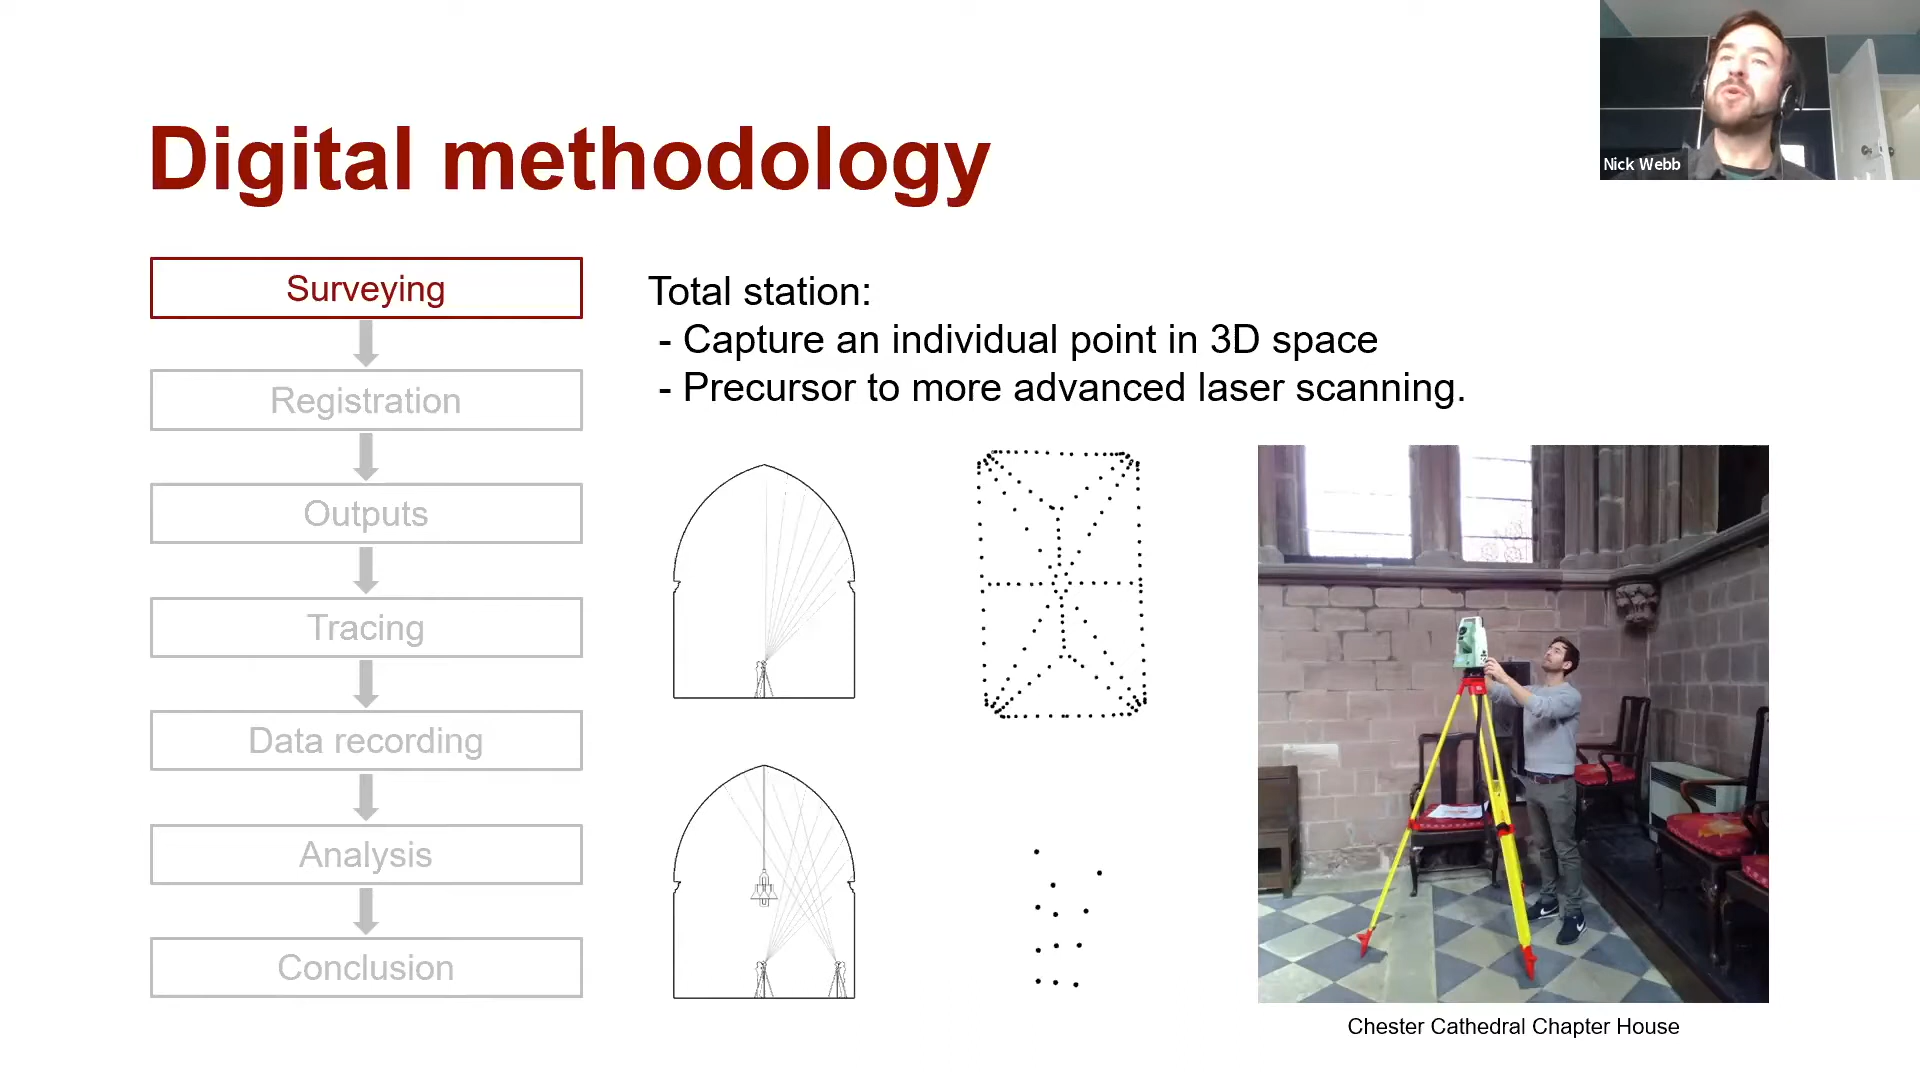 Nick Webb
Digital methodology
Surveying
Registration
Outputs
Tracing
Data recording
Analysis
Conclusion
Total station:
- Capture an individual point in 3D space
- Precursor to more advanced laser scanning.
Chester Cathedral Chapter House